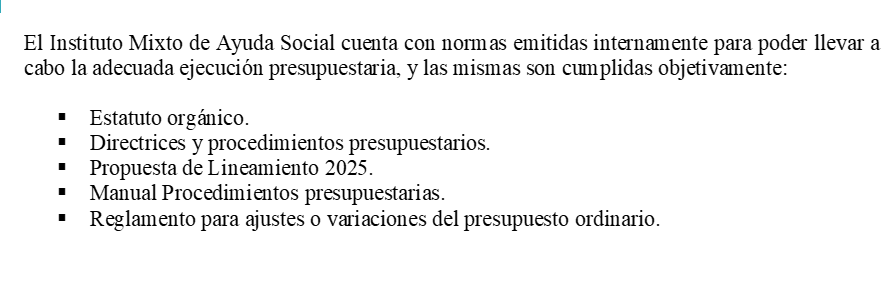 El Instituto Mixto de Ayuda Social cuenta con normas emitidas internamente para poder llevar a
cabo la adecuada ejecución presupuestaria, y las mismas son cumplidas objetivamente:
▪ Estatuto orgánico.
▪ Directrices y procedimientos presupuestarios.
▪ Propuesta de Lineamiento 2025.
▪ Manual Procedimientos presupuestarias.
▪ Reglamento para ajustes o variaciones del presupuesto ordinario.